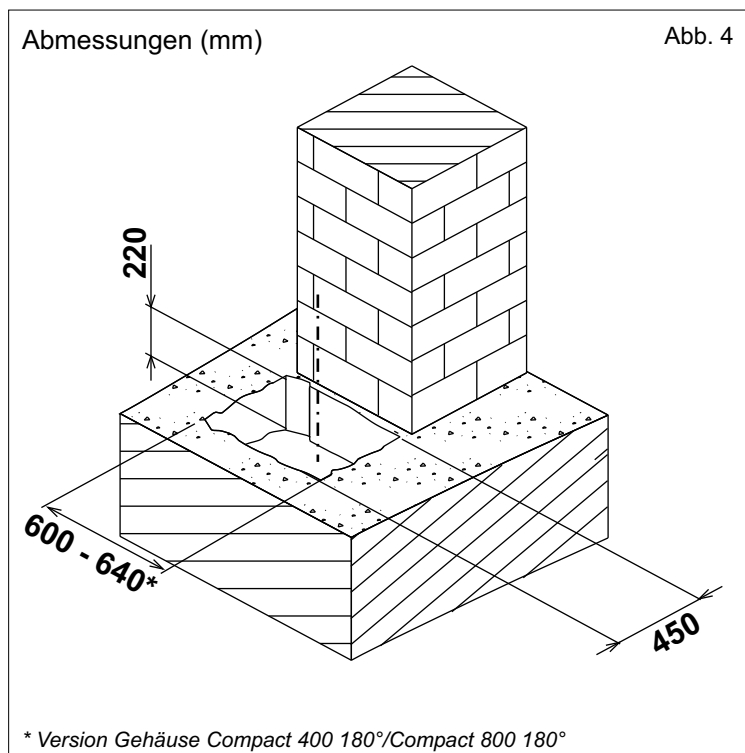 Abmessungen (mm)
Abb. 4
220
600 - 640*
450
* Version Gehäuse Compact 400 180°/Compact 800 180°